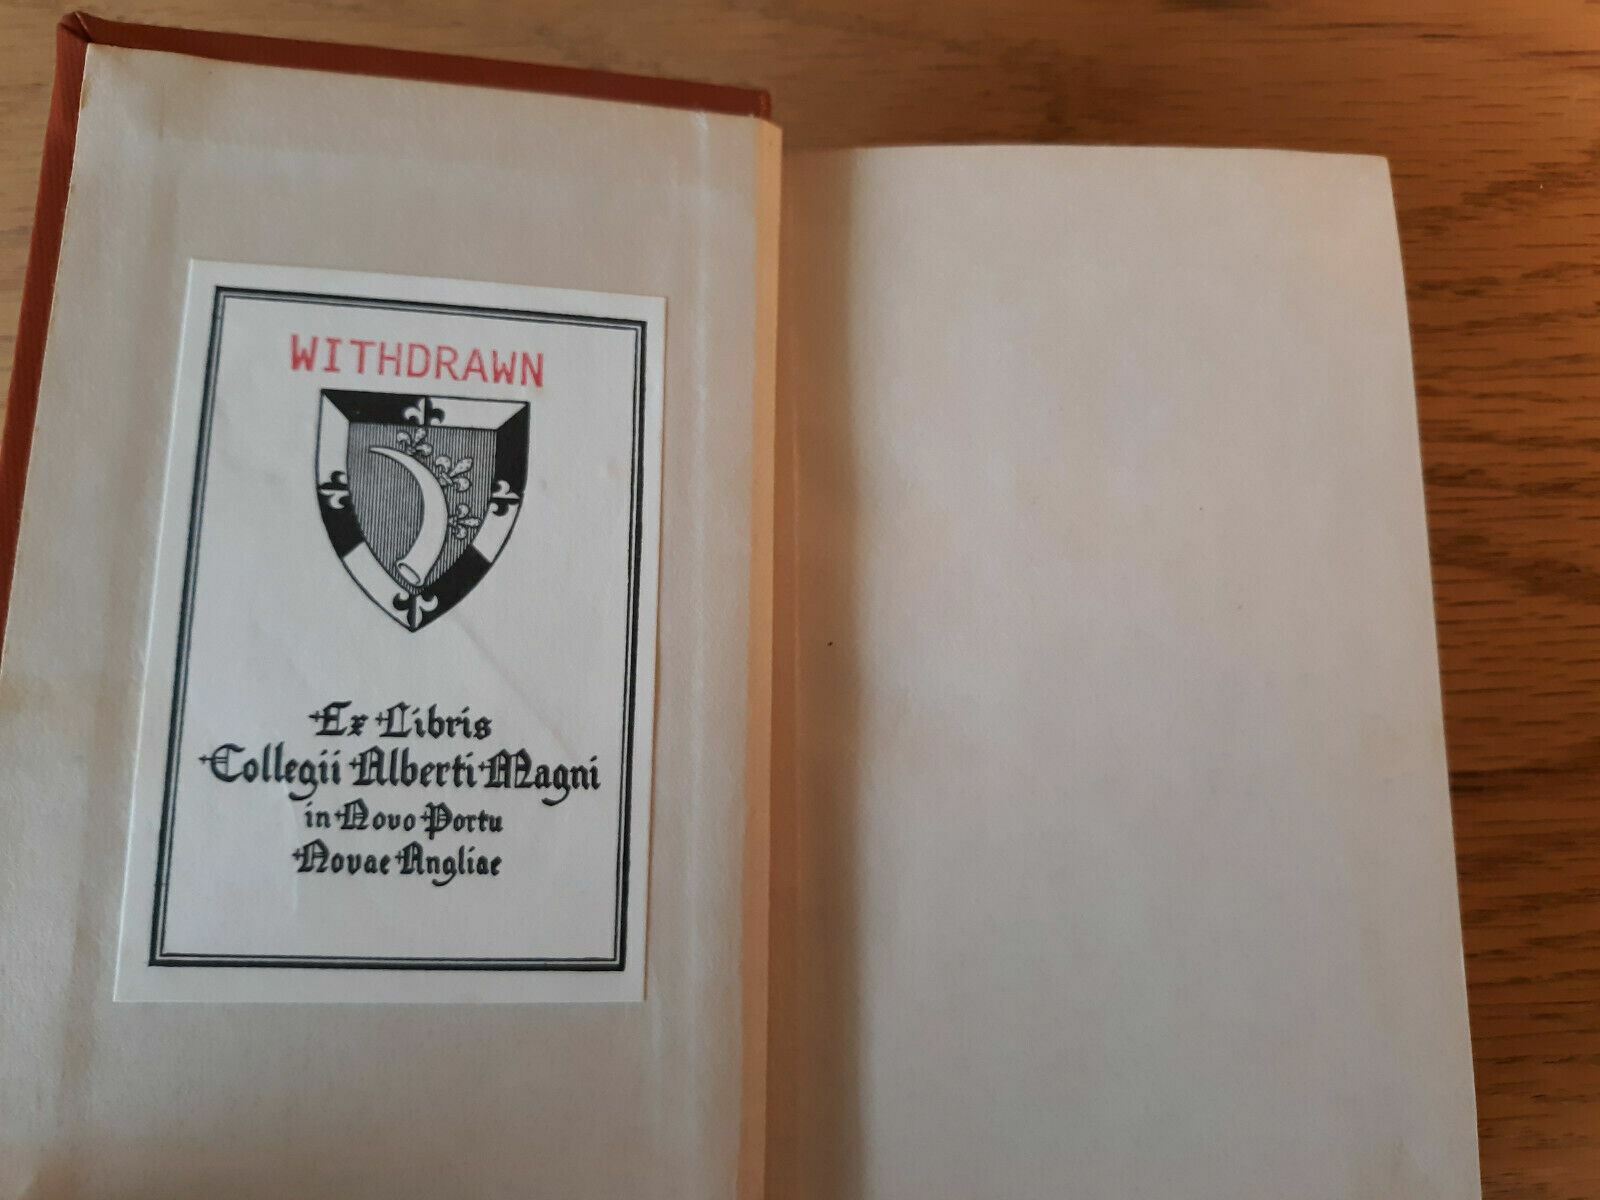 WITHDRAWN
Ex Libris
Collegii Alberti Magni
in Novo Portu
Novae Angliae